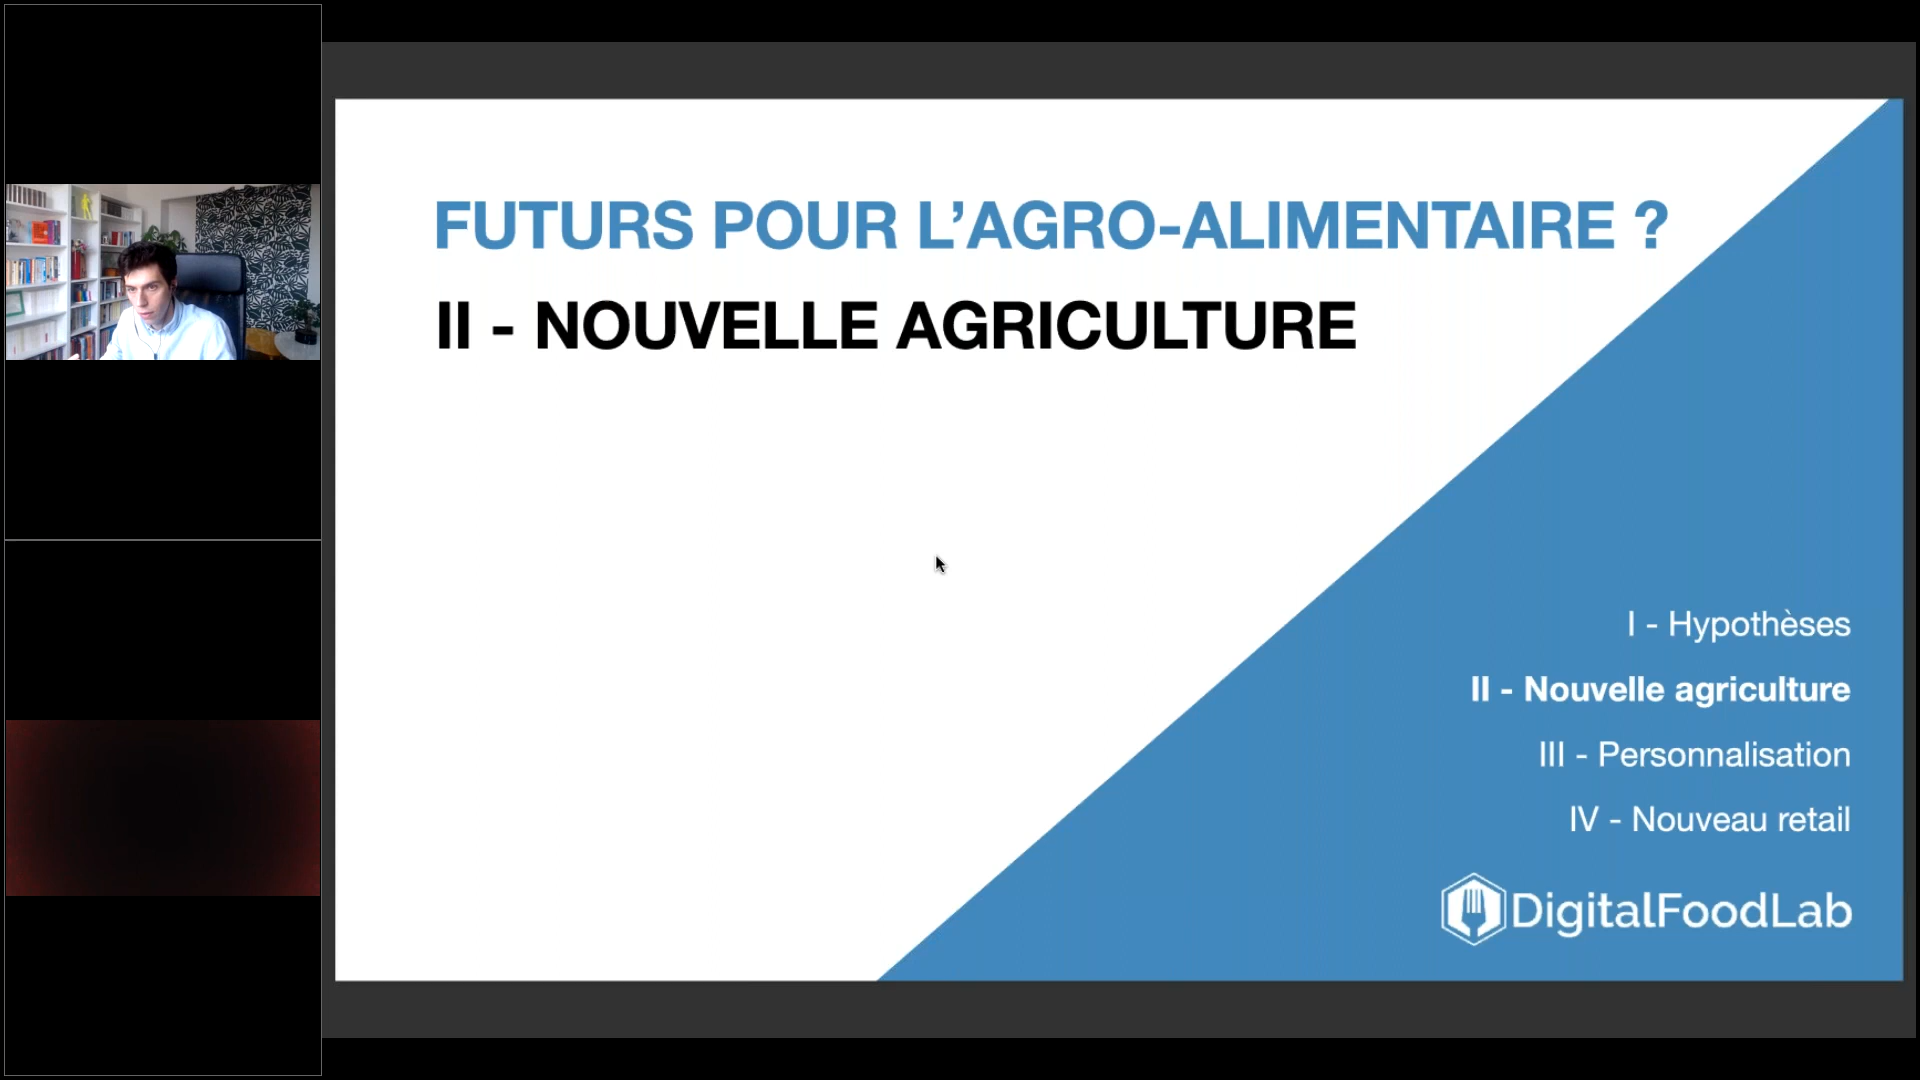 FUTURS POUR L’AGRO-ALIMENTAIRE ?
II - NOUVELLE AGRICULTURE
I - Hypothèses
II - Nouvelle agriculture
III - Personnalisation
IV - Nouveau retail
DigitalFoodLab